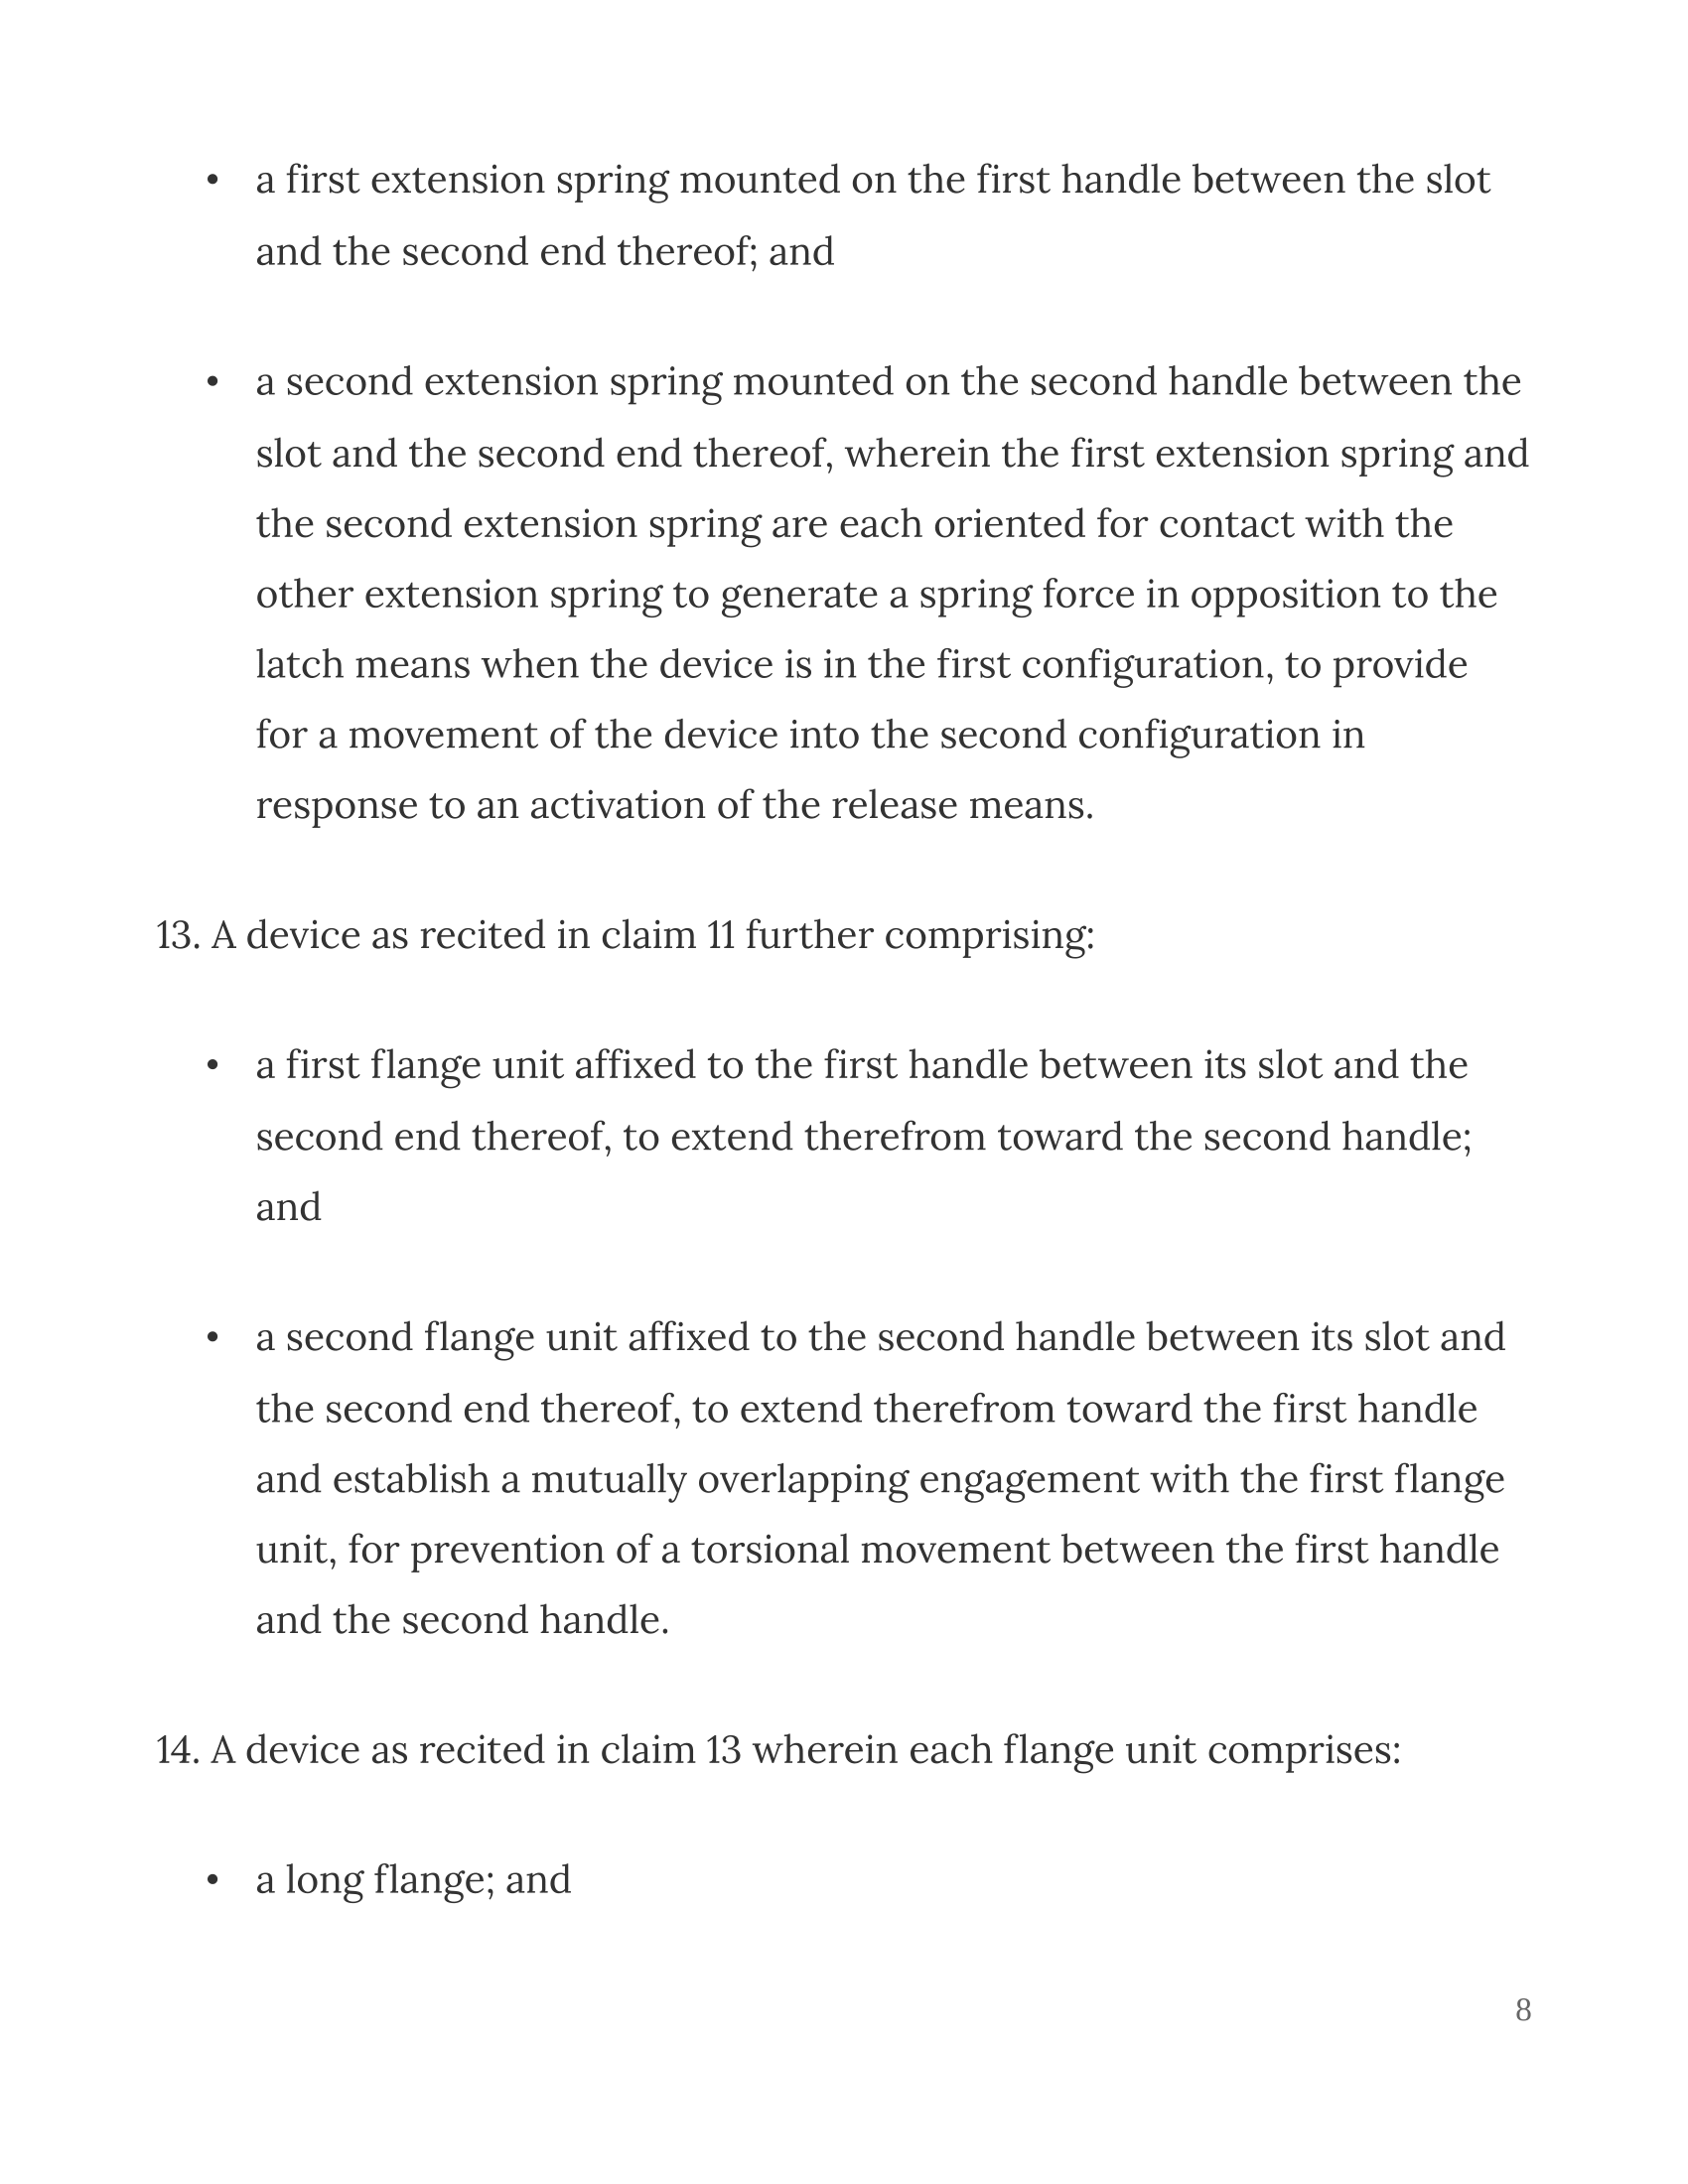 • a first extension spring mounted on the first handle between the slot
and the second end thereof; and
• a second extension spring mounted on the second handle between the
slot and the second end thereof, wherein the first extension spring and
the second extension spring are each oriented for contact with the
other extension spring to generate a spring force in opposition to the
latch means when the device is in the first configuration, to provide
for a movement of the device into the second configuration in
response to an activation of the release means.
13. A device as recited in claim 11 further comprising:
• a first flange unit affixed to the first handle between its slot and the
second end thereof, to extend therefrom toward the second handle;
and
• a second flange unit affixed to the second handle between its slot and
the second end thereof, to extend therefrom toward the first handle
and establish a mutually overlapping engagement with the first flange
unit, for prevention of a torsional movement between the first handle
and the second handle.
14. A device as recited in claim 13 wherein each flange unit comprises:
• a long flange; and
8